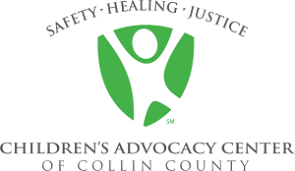 SAFETY · HEALING · JUSTICE
SM
CHILDREN'S ADVOCACY CENTER
OF COLLIN COUNTY